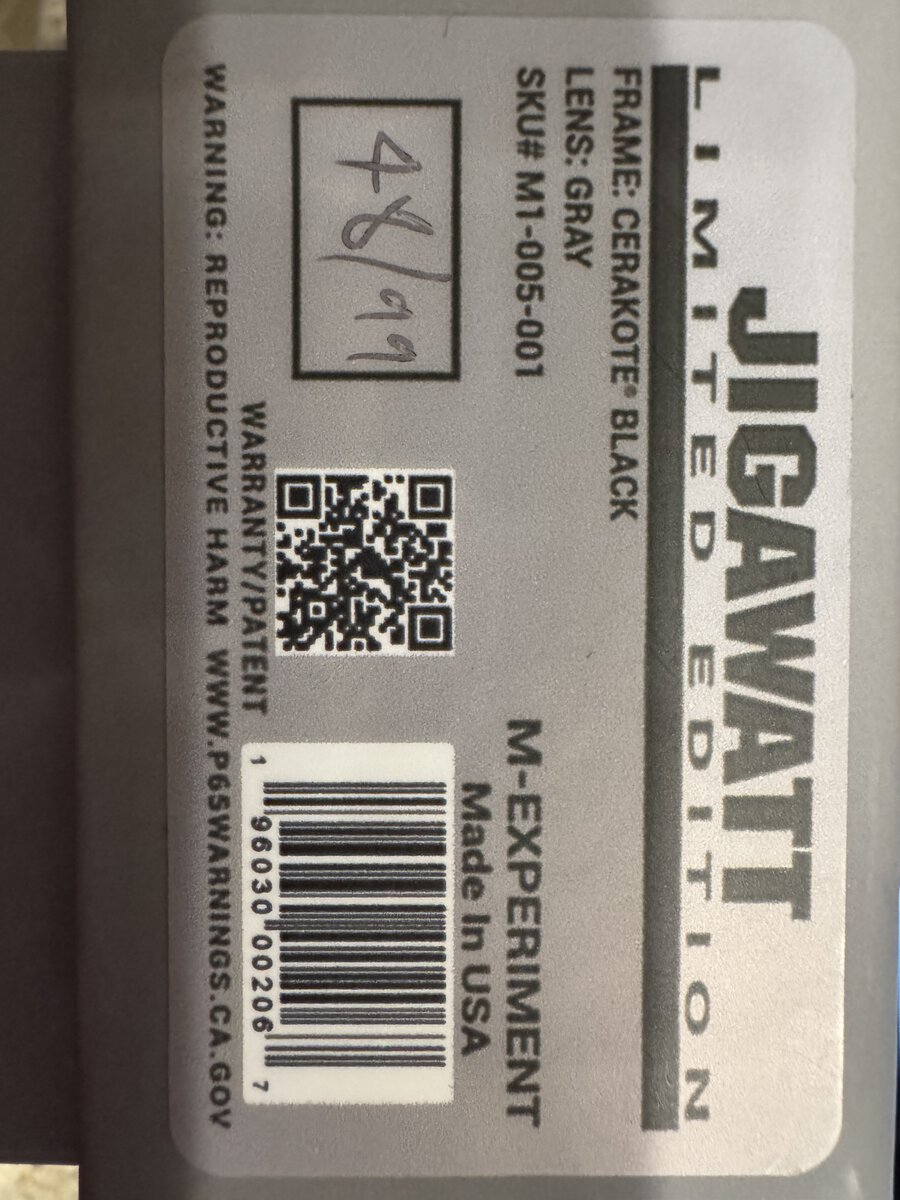 JIGAWATT
LIMITED EDITION
FRAME: CERAKOTE® BLACK
LENS: GRAY
SKU# M1-005-001
M-EXPERIMENT
Made In USA
48/99
1 96030 00206 7
WARRANTY/PATENT
WARNING: REPRODUCTIVE HARM WWW.P65WARNINGS.CA.GOV